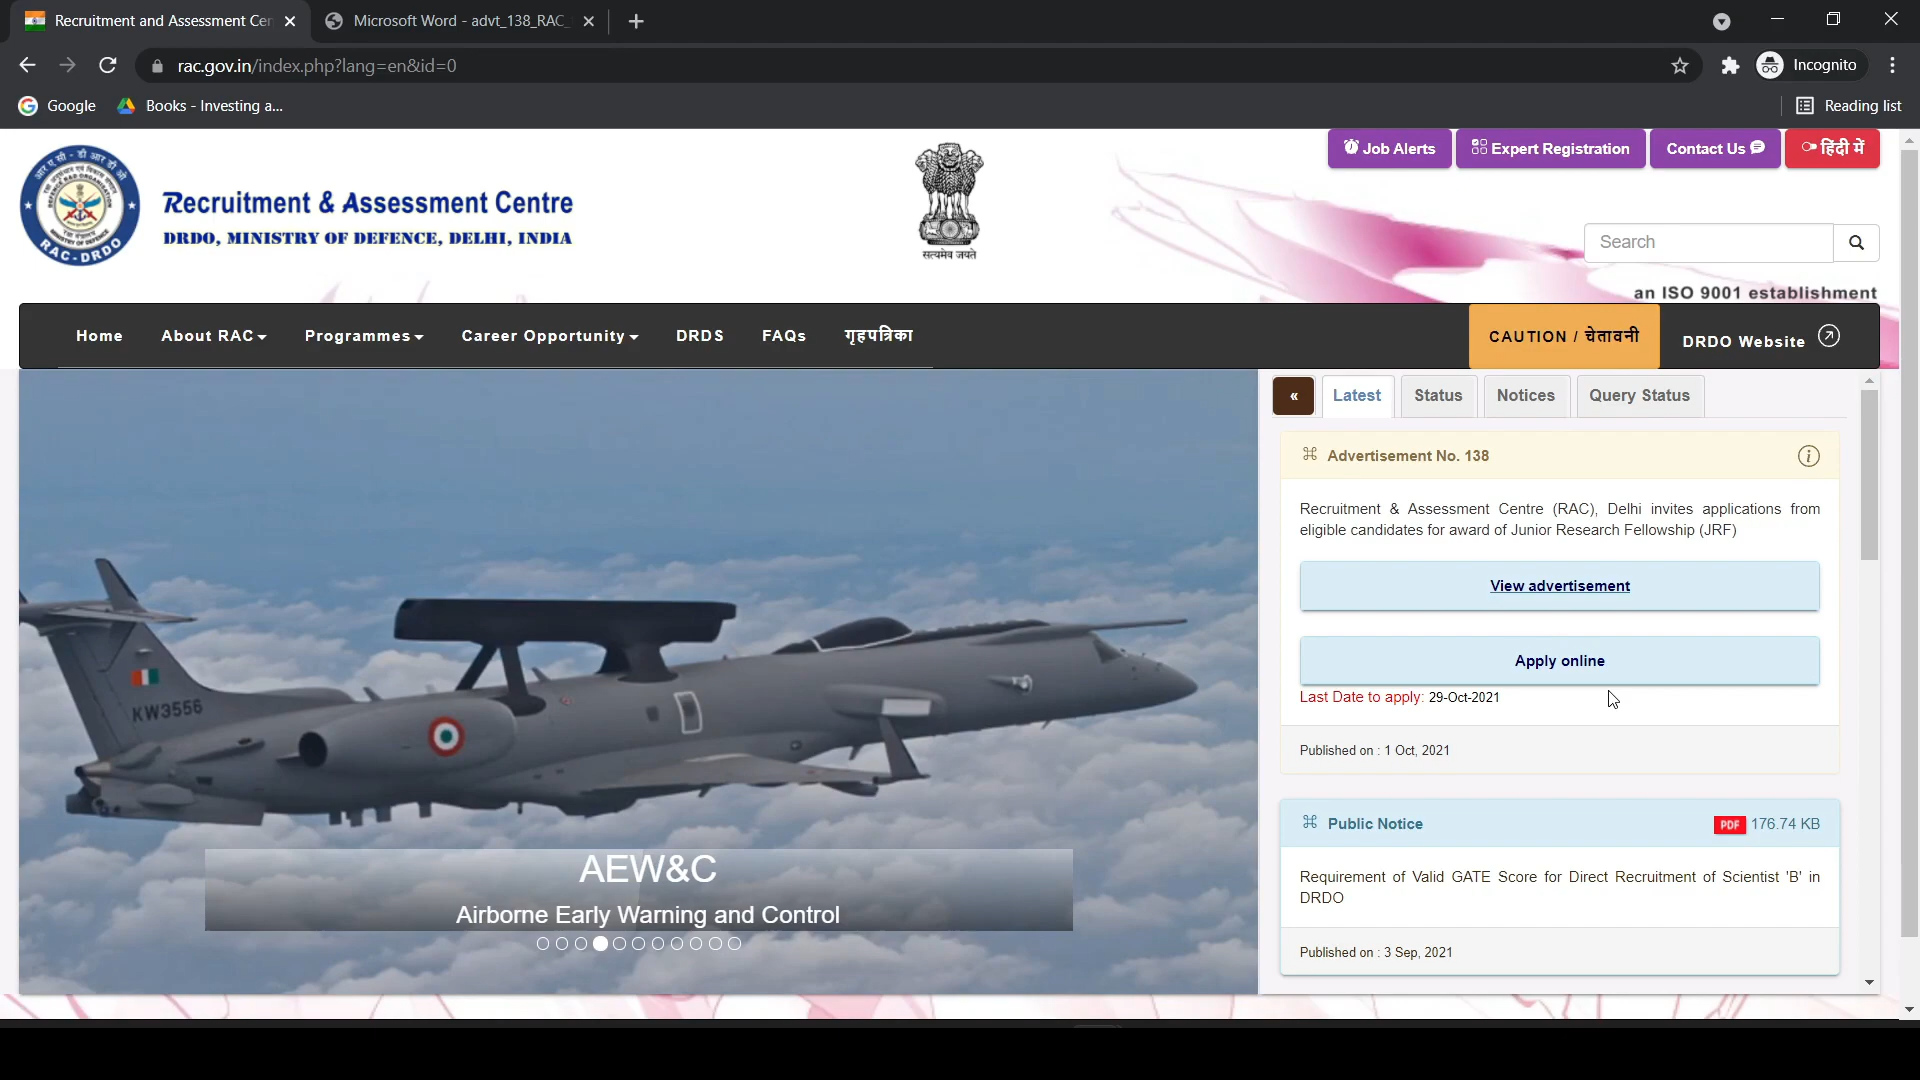 Recruitment and Assessment Cen
Microsoft Word - advt_138_RAC_
rac.gov.in/index.php?lang=en&id=0
Incognito
Google
Books - Investing a...
Reading list
Job Alerts
Expert Registration
Contact Us
हिंदी में
RAC-DRDO
Recruitment & Assessment Centre
DRDO, MINISTRY OF DEFENCE, DELHI, INDIA
सत्यमेव जयते
Search
an ISO 9001 establishment
Home
About RAC
Programmes
Career Opportunity
DRDS
FAQs
गृहपत्रिका
CAUTION / चेतावनी
DRDO Website
«
Latest
Status
Notices
Query Status
Advertisement No. 138
Recruitment & Assessment Centre (RAC), Delhi invites applications from
eligible candidates for award of Junior Research Fellowship (JRF)
View advertisement
Apply online
Last Date to apply: 29-Oct-2021
Published on : 1 Oct, 2021
Public Notice
PDF 176.74 KB
Requirement of Valid GATE Score for Direct Recruitment of Scientist 'B' in
DRDO
Published on : 3 Sep, 2021
KW3556
AEW&C
Airborne Early Warning and Control